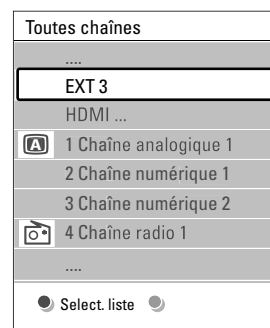 Toutes chaînes
....
EXT 3
HDMI ...
A 1 Chaîne analogique 1
2 Chaîne numérique 1
3 Chaîne numérique 2
4 Chaîne radio 1
....
Select. liste